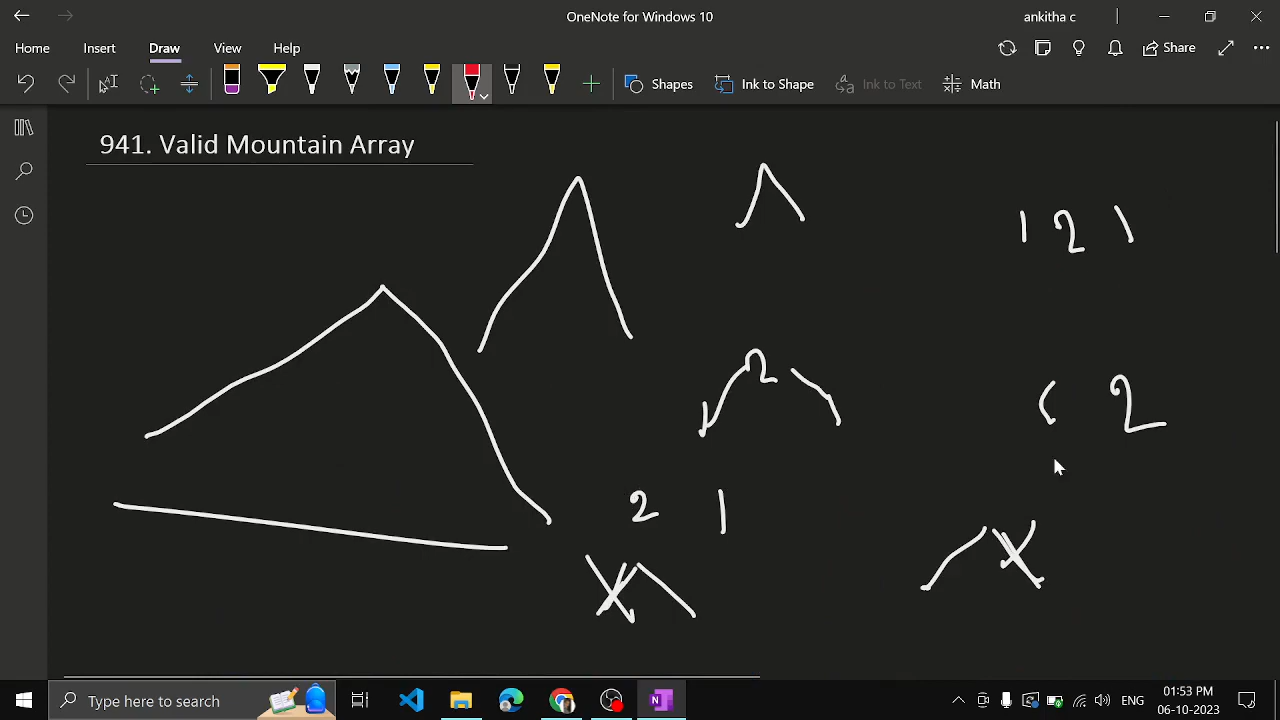 OneNote for Windows 10
ankitha c
Home Insert Draw View Help
Share
Shapes Ink to Shape Ink to Text Math
941. Valid Mountain Array
1 2 1
2
2
2 1
Type here to search
ENG
01:53 PM
06-10-2023